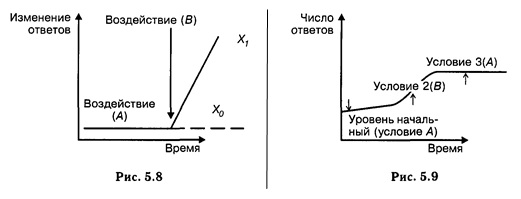 Изменение
ответов
Воздействие (B)
X₁
Воздействие
(A)
X₀
Время
Рис. 5.8
Число
ответов
Условие 3(A)
Условие 2(B)
Уровень началь-
ный (условие A)
Время
Рис. 5.9